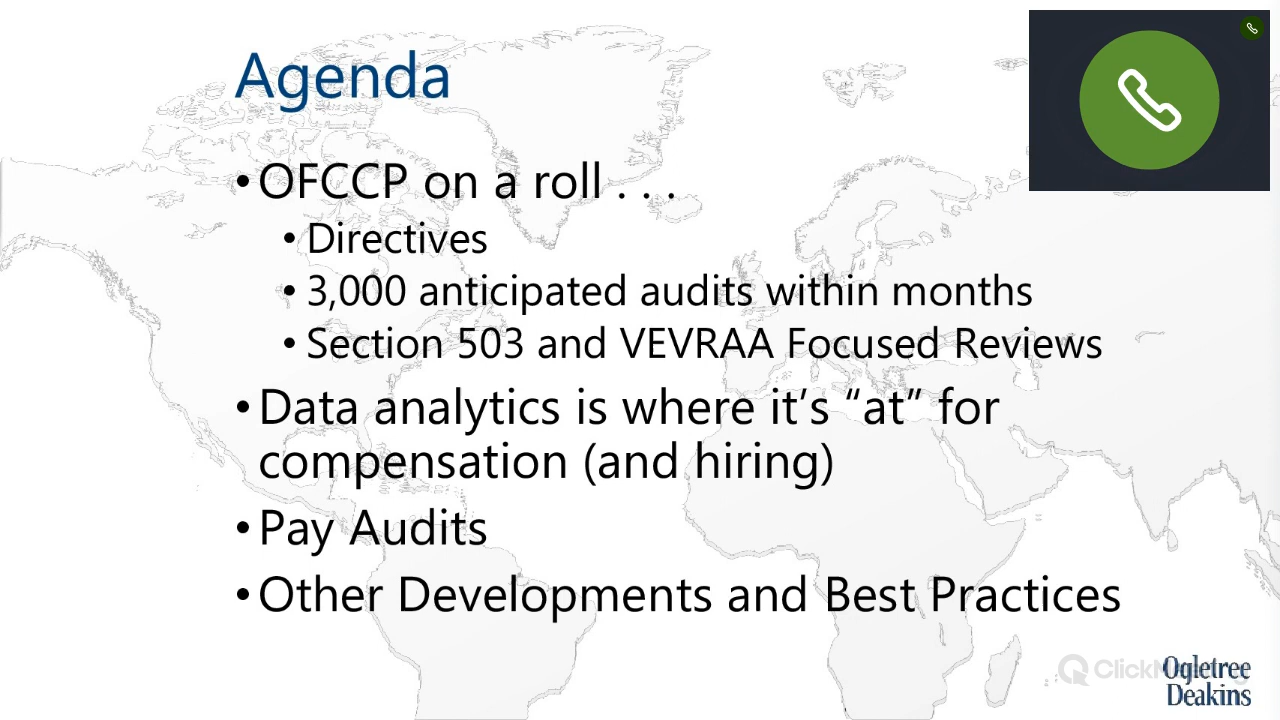 Agenda
• OFCCP on a roll . . .
• Directives
• 3,000 anticipated audits within months
• Section 503 and VEVRAA Focused Reviews
• Data analytics is where it’s “at” for
compensation (and hiring)
• Pay Audits
• Other Developments and Best Practices
Ogletree
Deakins